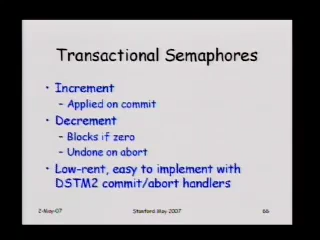 Transactional Semaphores
• Increment
– Applied on commit
• Decrement
– Blocks if zero
– Undone on abort
• Low-rent, easy to implement with
DSTM2 commit/abort handlers
2-May-07 Stanford May 2007 66